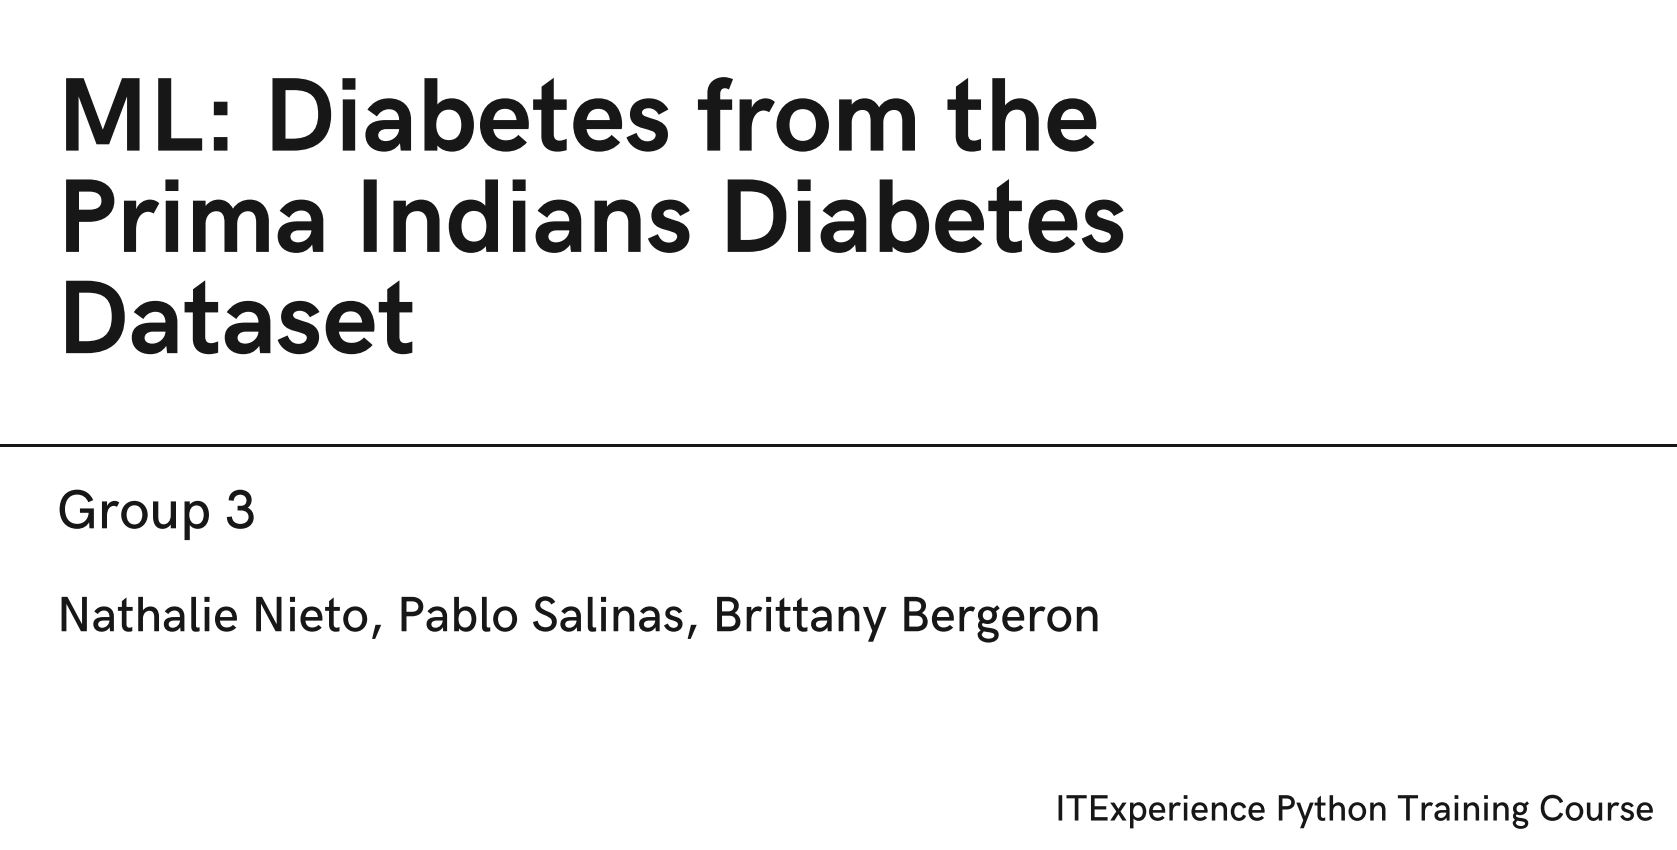 ML: Diabetes from the
Prima Indians Diabetes
Dataset
Group 3
Nathalie Nieto, Pablo Salinas, Brittany Bergeron
ITExperience Python Training Course